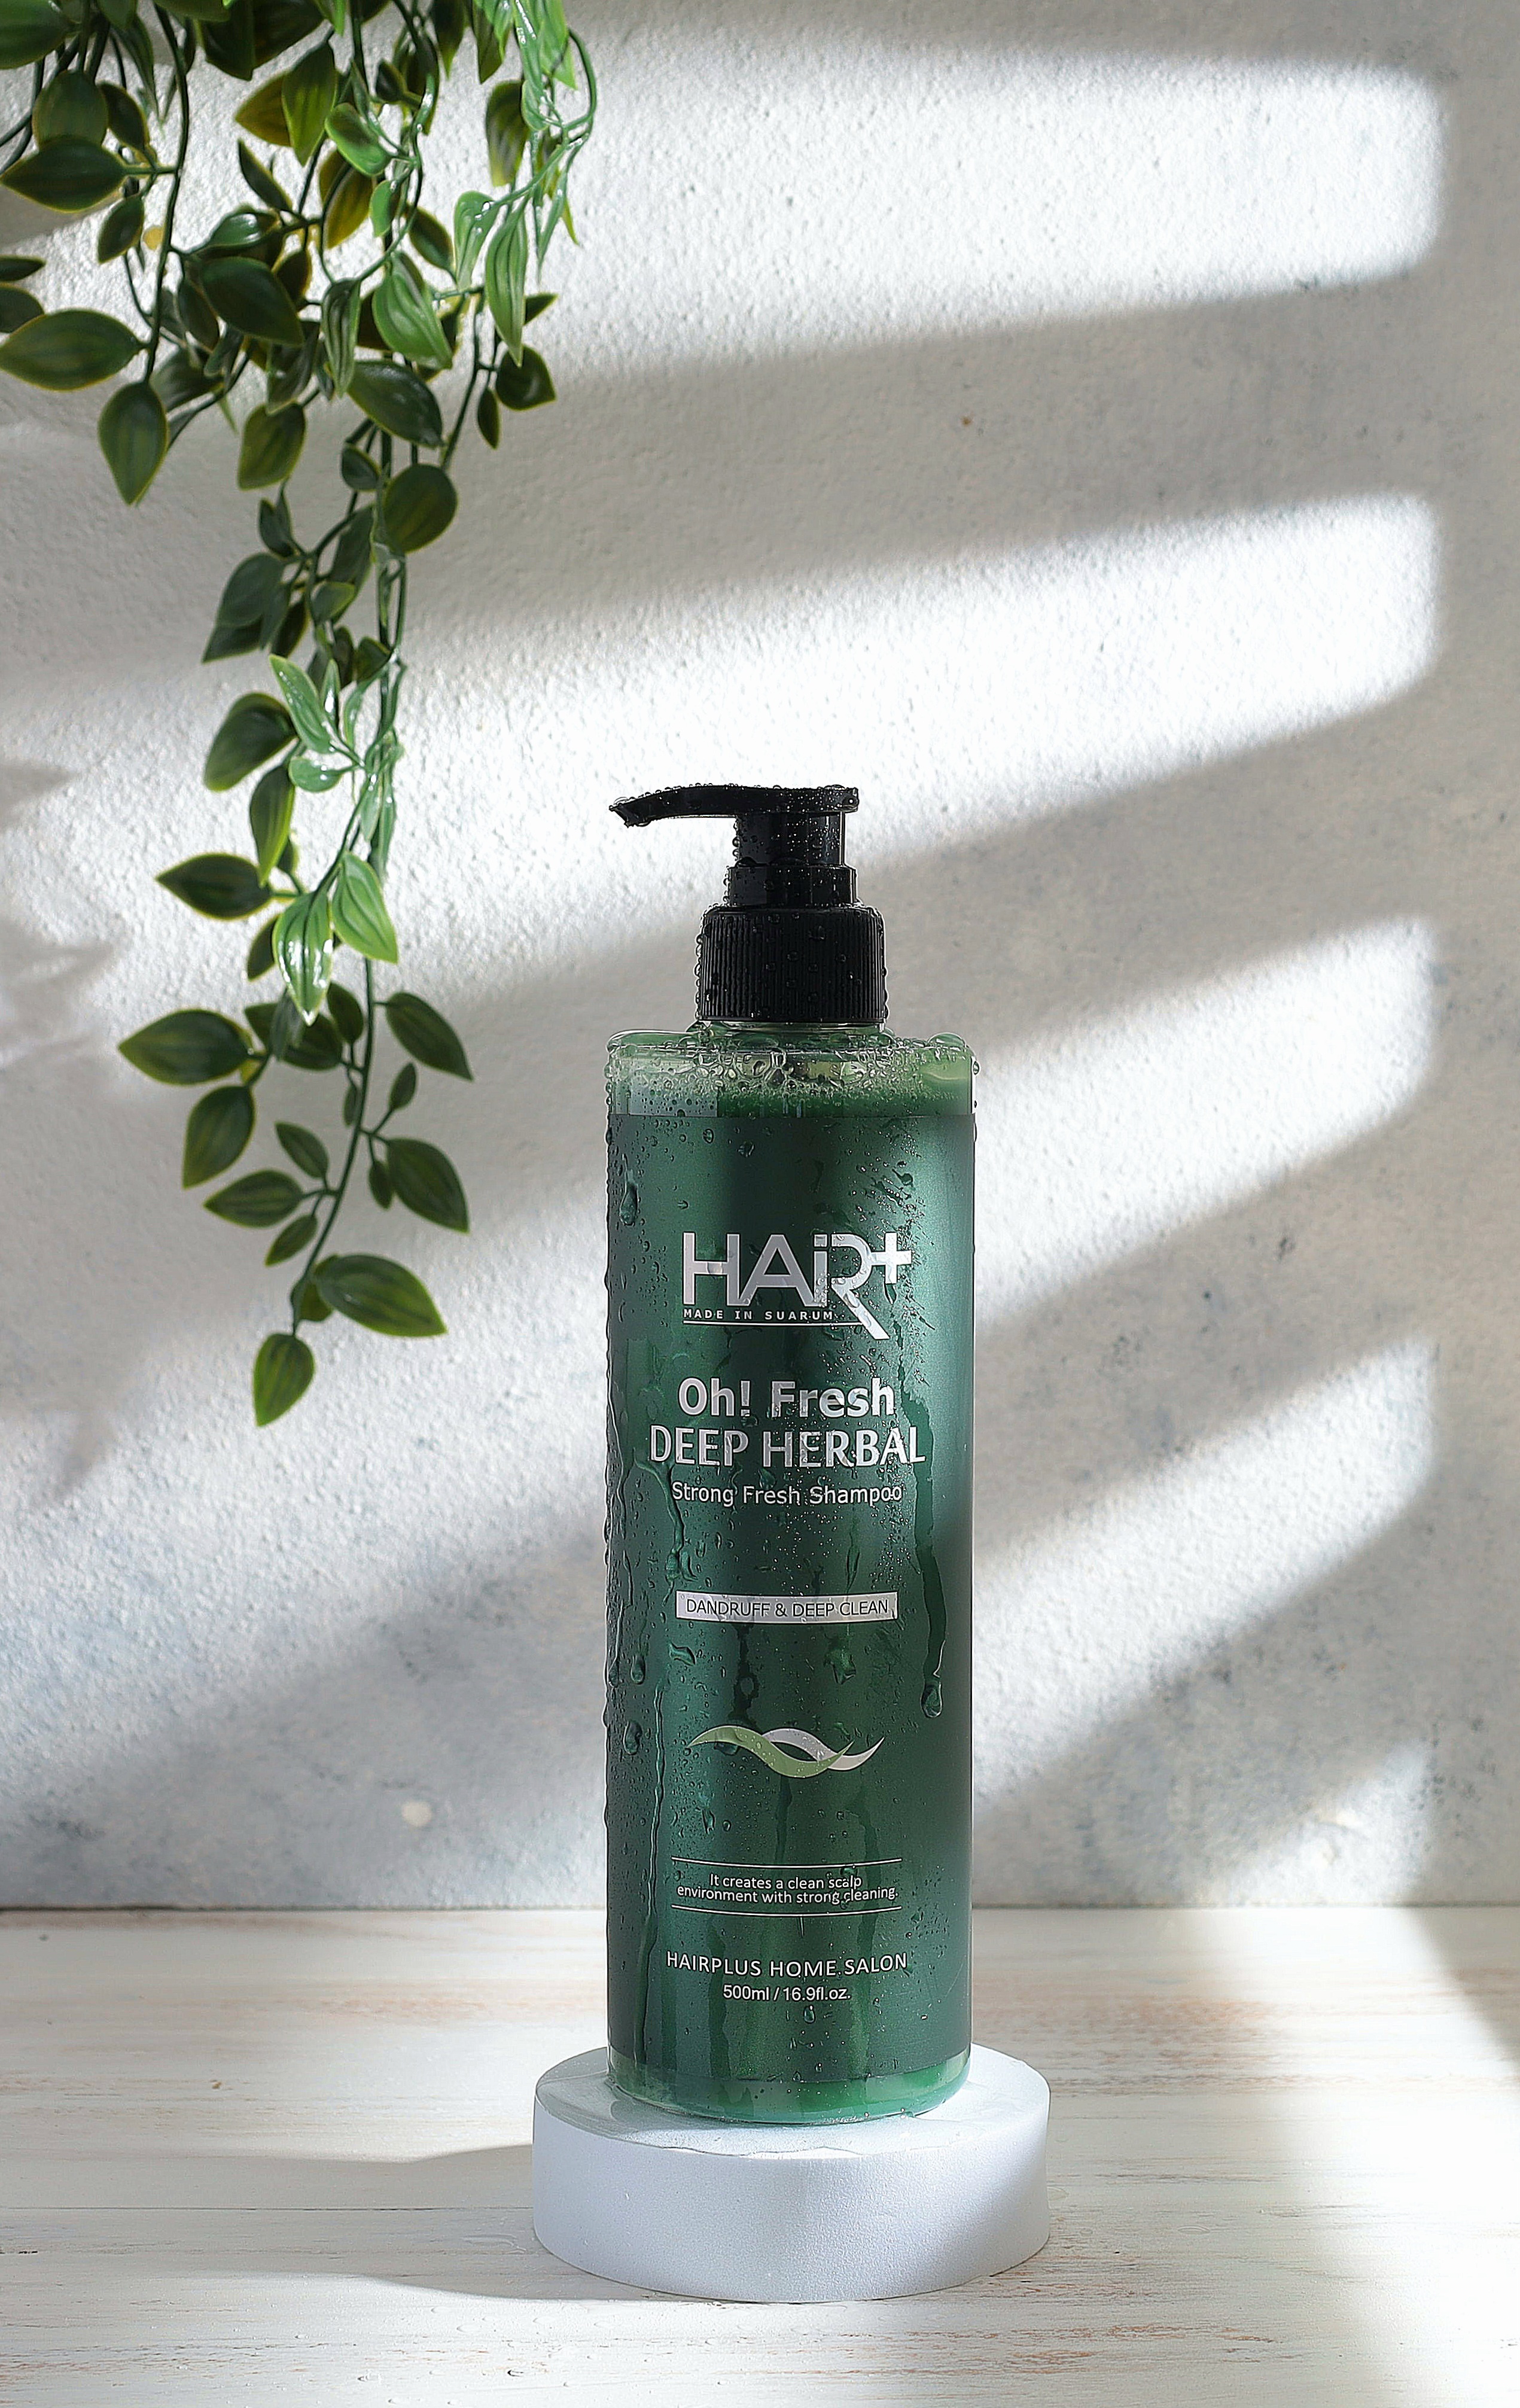 HAiR+
MADE IN SUARUM
Oh! Fresh
DEEP HERBAL
Strong Fresh Shampoo
DANDRUFF & DEEP CLEAN
It creates a clean scalp
environment with strong cleaning.
HAIRPLUS HOME SALON
500ml / 16.9fl.oz.